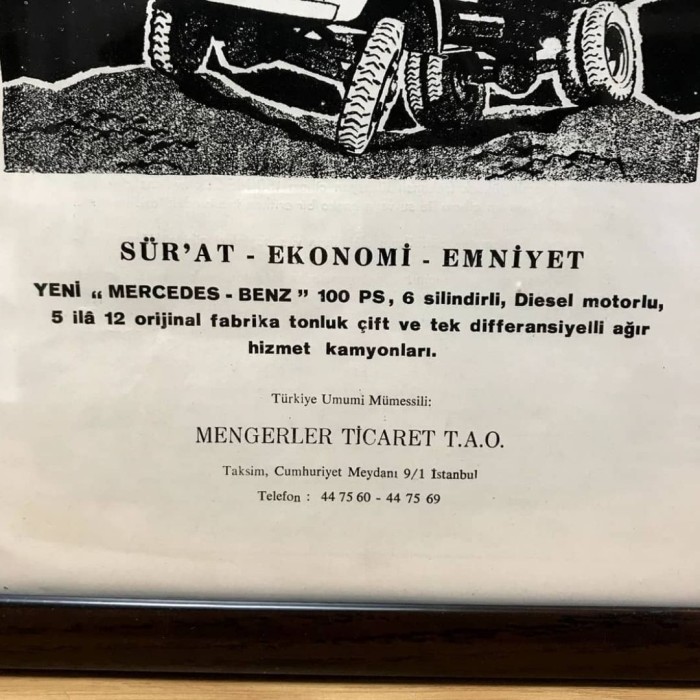 SÜR'AT - EKONOMİ - EMNİYET
YENİ “ MERCEDES - BENZ ” 100 PS, 6 silindirli, Diesel motorlu,
5 ilâ 12 orijinal fabrika tonluk çift ve tek differansiyelli ağır
hizmet kamyonları.
Türkiye Umumi Mümessili:
MENGERLER TİCARET T.A.O.
Taksim, Cumhuriyet Meydanı 9/1 İstanbul
Telefon : 44 75 60 - 44 75 69